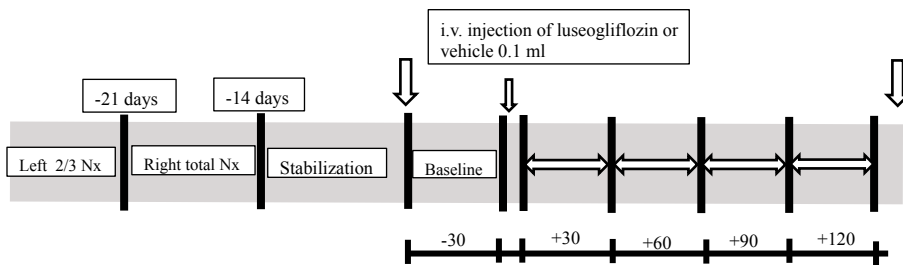 i.v. injection of luseogliflozin or
vehicle 0.1 ml
-21 days
-14 days
Left 2/3 Nx
Right total Nx
Stabilization
Baseline
-30
+30
+60
+90
+120